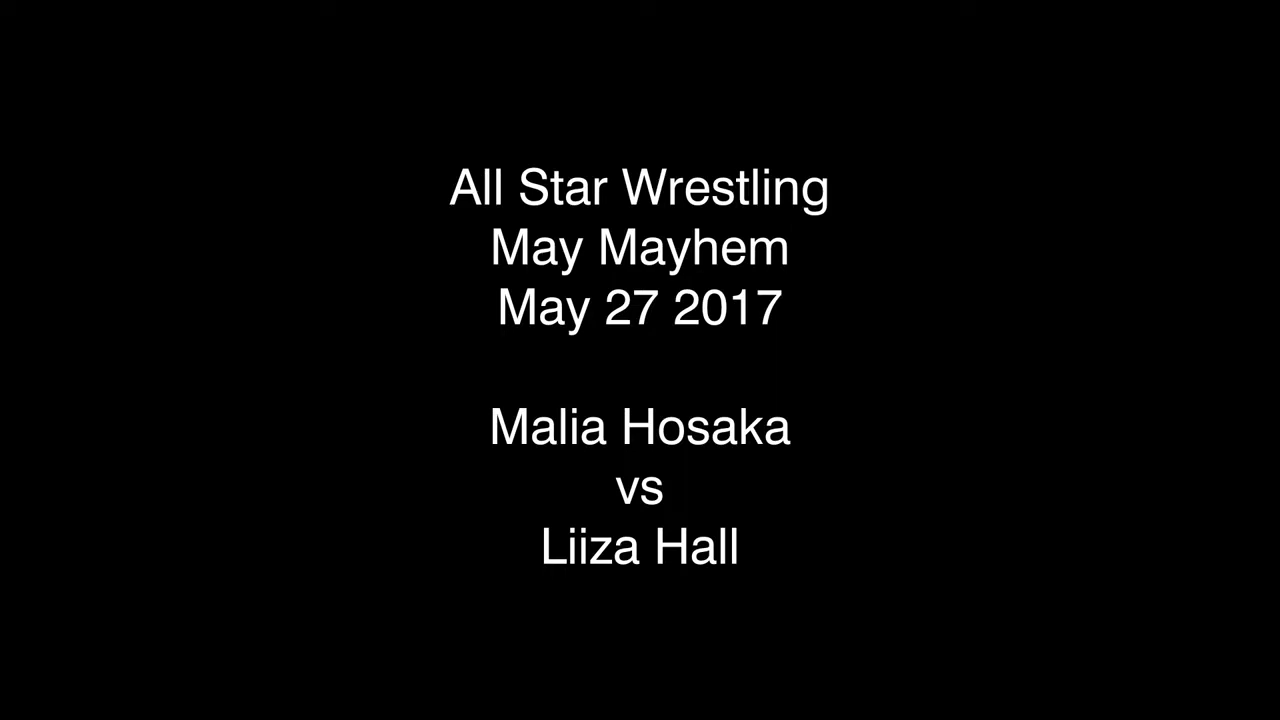 All Star Wrestling
May Mayhem
May 27 2017
Malia Hosaka
vs
Liiza Hall